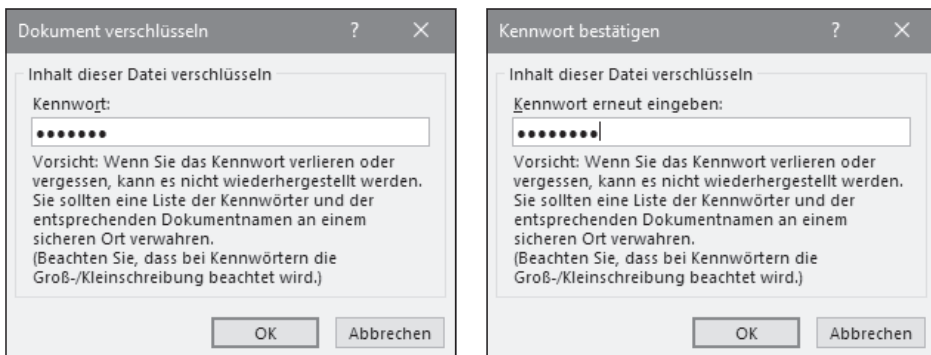 Dokument verschlüsseln ? ×
Inhalt dieser Datei verschlüsseln
Kennwort:
•••••••
Vorsicht: Wenn Sie das Kennwort verlieren oder
vergessen, kann es nicht wiederhergestellt werden.
Sie sollten eine Liste der Kennwörter und der
entsprechenden Dokumentnamen an einem
sicheren Ort verwahren.
(Beachten Sie, dass bei Kennwörtern die
Groß-/Kleinschreibung beachtet wird.)
OK Abbrechen
Kennwort bestätigen ? ×
Inhalt dieser Datei verschlüsseln
Kennwort erneut eingeben:
••••••••
Vorsicht: Wenn Sie das Kennwort verlieren oder
vergessen, kann es nicht wiederhergestellt werden.
Sie sollten eine Liste der Kennwörter und der
entsprechenden Dokumentnamen an einem
sicheren Ort verwahren.
(Beachten Sie, dass bei Kennwörtern die
Groß-/Kleinschreibung beachtet wird.)
OK Abbrechen